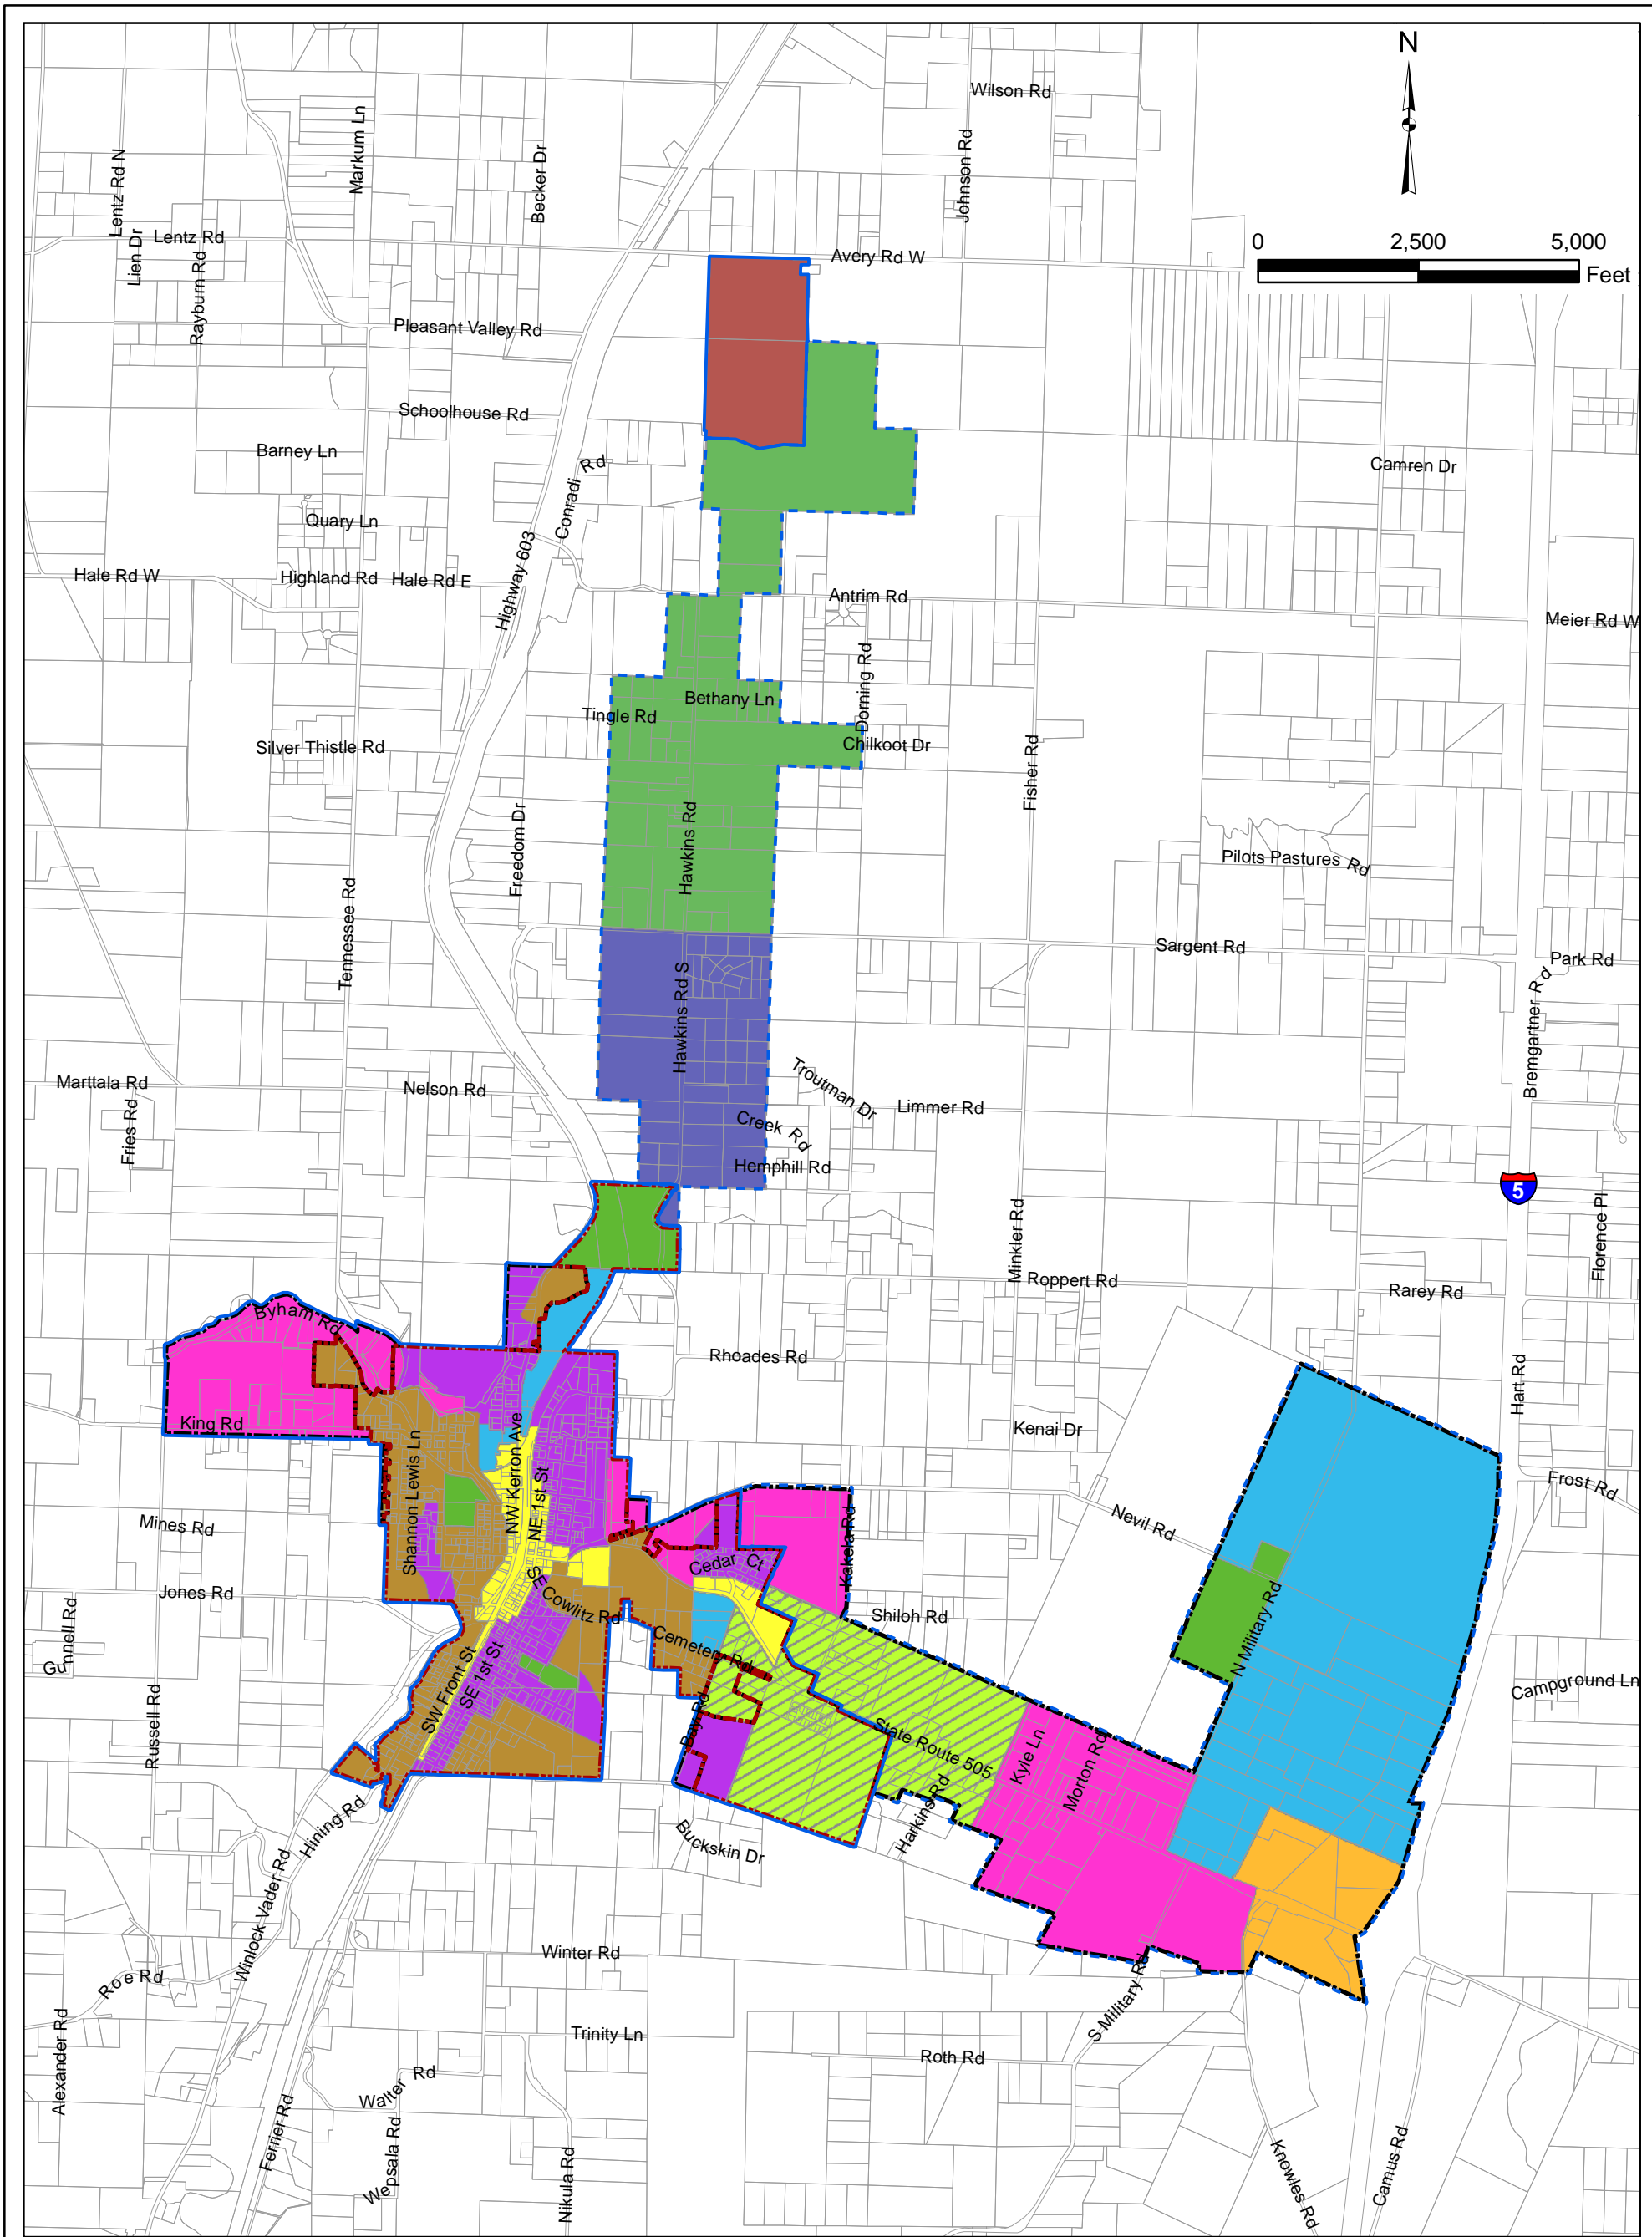 N
Wilson Rd
Markum Ln
Becker Dr
Johnson Rd
Lentz Rd N
Lien Dr
Lentz Rd
Rayburn Rd
Avery Rd W
0 2,500 5,000
Feet
Pleasant Valley Rd
Schoolhouse Rd
Barney Ln
Conradi Rd
Camren Dr
Quary Ln
Highway 603
Hale Rd W
Highland Rd
Hale Rd E
Antrim Rd
Meier Rd W
Dorning Rd
Bethany Ln
Tingle Rd
Chilkoot Dr
Silver Thistle Rd
Fisher Rd
Freedom Dr
Hawkins Rd
Pilots Pastures Rd
Tennessee Rd
Sargent Rd
Park Rd
Hawkins Rd S
Bremgartner Rd
Marttala Rd
Nelson Rd
Troutman Dr
Limmer Rd
Fries Rd
Creek Rd
Hemphill Rd
5
Minkler Rd
Florence Pl
Roppert Rd
Rarey Rd
Byham Rd
Rhoades Rd
Hart Rd
King Rd
Kenai Dr
Shannon Lewis Ln
NW Kerron Ave
NE 1st St
Frost Rd
Mines Rd
Nevil Rd
Kakela Rd
Cedar Ct
Jones Rd
SE Cowlitz Rd
Shiloh Rd
N Military Rd
Gumnell Rd
Cemetery Rd
SW Front St
SE 1st St
Campground Ln
Russell Rd
Bay Rd
State Route 505
Kyle Ln
Morton Rd
Harkins Rd
Hining Rd
Buckskin Dr
Winlock Vader Rd
Winter Rd
Roe Rd
S Military Rd
Alexander Rd
Trinity Ln
Roth Rd
Walter Rd
Ferrier Rd
Wepsala Rd
Nikula Rd
Knowles Rd
Camus Rd